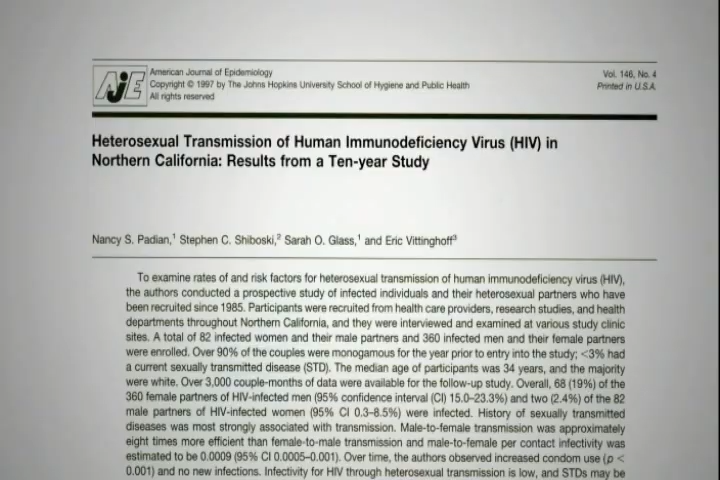 AJE
American Journal of Epidemiology
Copyright © 1997 by The Johns Hopkins University School of Hygiene and Public Health
All rights reserved
Vol. 146, No. 4
Printed in U.S.A.
Heterosexual Transmission of Human Immunodeficiency Virus (HIV) in
Northern California: Results from a Ten-year Study
Nancy S. Padian,¹ Stephen C. Shiboski,² Sarah O. Glass,¹ and Eric Vittinghoff³
To examine rates of and risk factors for heterosexual transmission of human immunodeficiency virus (HIV),
the authors conducted a prospective study of infected individuals and their heterosexual partners who have
been recruited since 1985. Participants were recruited from health care providers, research studies, and health
departments throughout Northern California, and they were interviewed and examined at various study clinic
sites. A total of 82 infected women and their male partners and 360 infected men and their female partners
were enrolled. Over 90% of the couples were monogamous for the year prior to entry into the study; <3% had
a current sexually transmitted disease (STD). The median age of participants was 34 years, and the majority
were white. Over 3,000 couple-months of data were available for the follow-up study. Overall, 68 (19%) of the
360 female partners of HIV-infected men (95% confidence interval (CI) 15.0–23.3%) and two (2.4%) of the 82
male partners of HIV-infected women (95% CI 0.3–8.5%) were infected. History of sexually transmitted
diseases was most strongly associated with transmission. Male-to-female transmission was approximately
eight times more efficient than female-to-male transmission and male-to-female per contact infectivity was
estimated to be 0.0009 (95% CI 0.0005–0.001). Over time, the authors observed increased condom use (p <
0.001) and no new infections. Infectivity for HIV through heterosexual transmission is low, and STDs may be